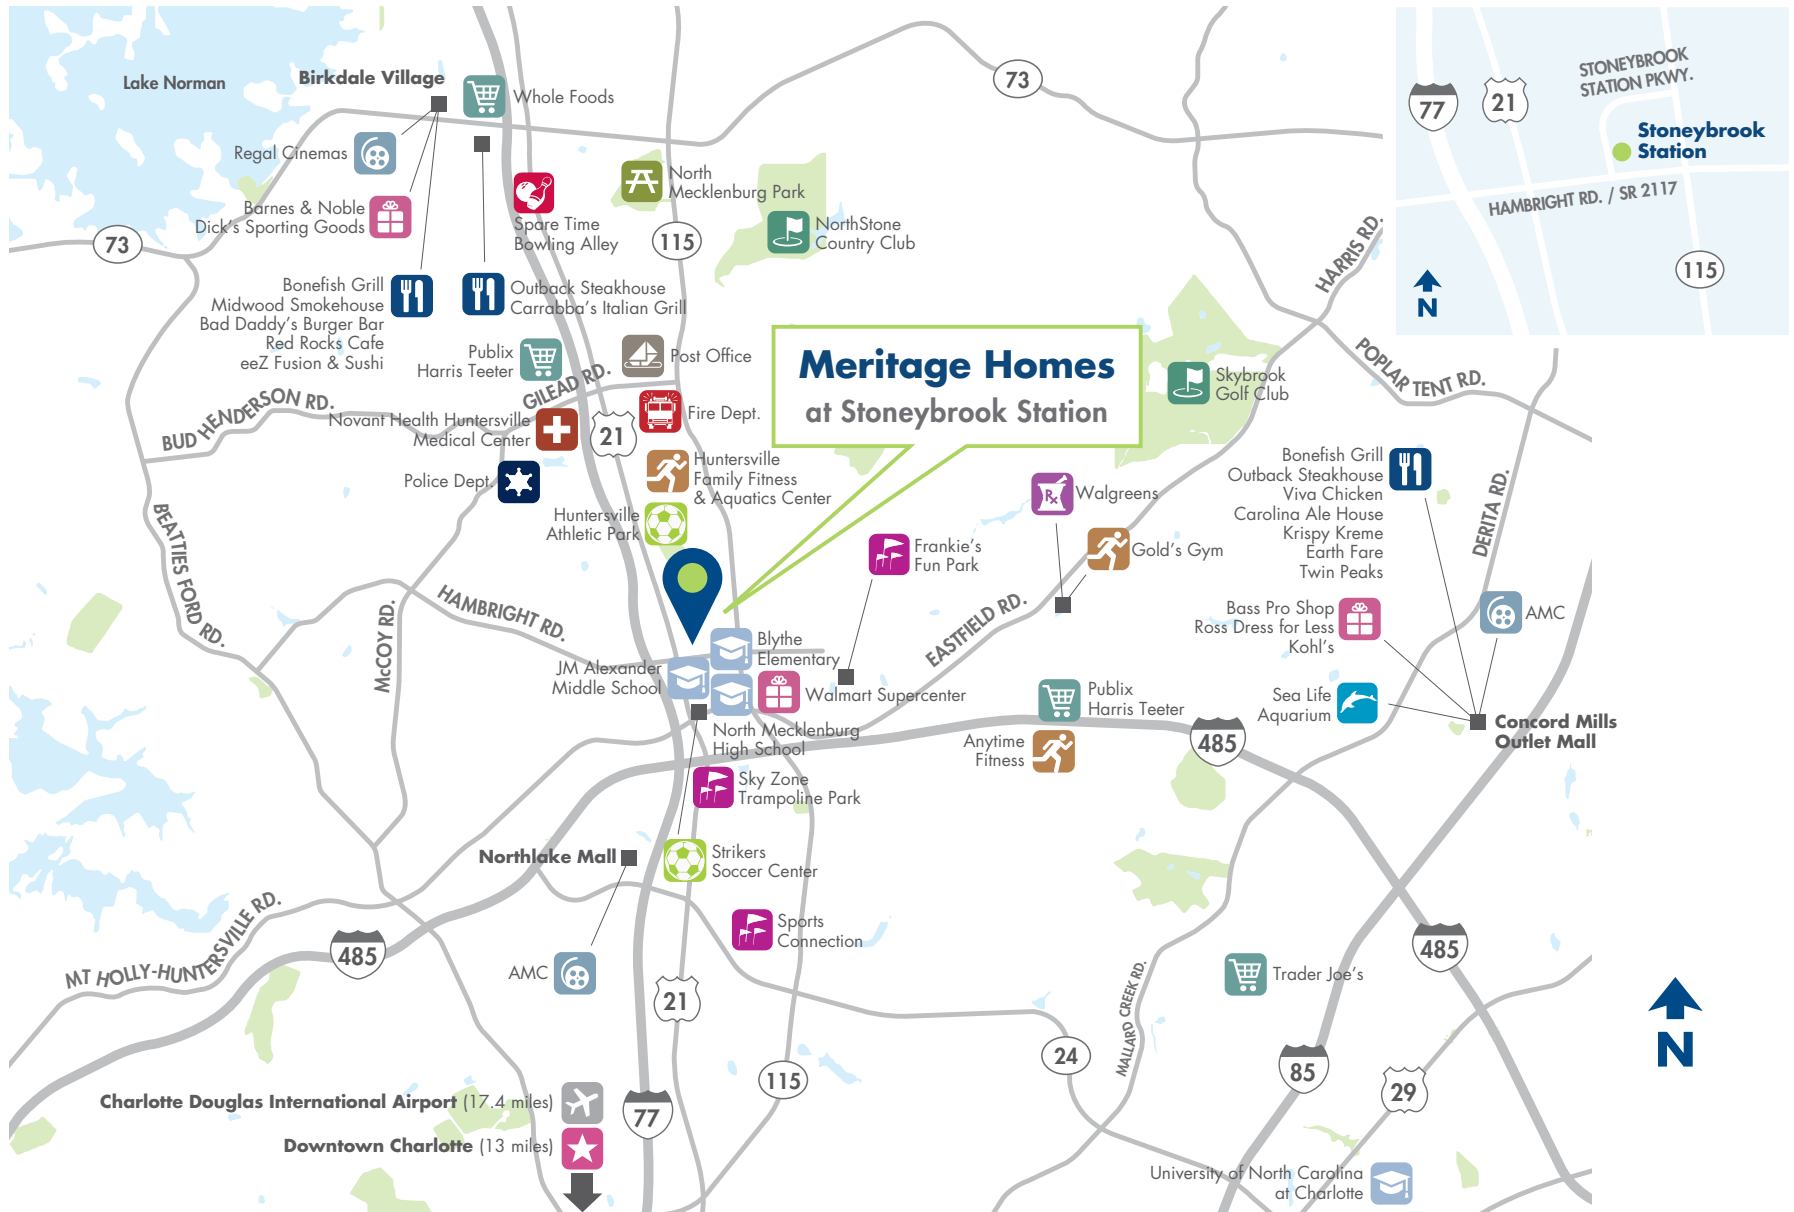 Lake Norman
Birkdale Village
Whole Foods
73
Regal Cinemas
Barnes & Noble
Dick's Sporting Goods
Spare Time
Bowling Alley
North
Mecklenburg Park
115
NorthStone
Country Club
73
HARRIS RD.
77
21
STONEYBROOK
STATION PKWY.
Stoneybrook
Station
HAMBRIGHT RD. / SR 2117
115
N
Bonefish Grill
Midwood Smokehouse
Bad Daddy's Burger Bar
Red Rocks Cafe
eeZ Fusion & Sushi
Outback Steakhouse
Carrabba's Italian Grill
Publix
Harris Teeter
Post Office
GILEAD RD.
Meritage Homes
at Stoneybrook Station
Skybrook
Golf Club
POPLAR TENT RD.
BUD HENDERSON RD.
Novant Health Huntersville
Medical Center
21
Fire Dept.
Police Dept.
Huntersville
Family Fitness
& Aquatics Center
Huntersville
Athletic Park
Rx
Walgreens
Gold's Gym
Frankie's
Fun Park
Bonefish Grill
Outback Steakhouse
Viva Chicken
Carolina Ale House
Krispy Kreme
Earth Fare
Twin Peaks
DERITA RD.
BEATTIES FORD RD.
McCOY RD.
HAMBRIGHT RD.
EASTFIELD RD.
Bass Pro Shop
Ross Dress for Less
Kohl's
AMC
Blythe
Elementary
JM Alexander
Middle School
Walmart Supercenter
North Mecklenburg
High School
Publix
Harris Teeter
Anytime
Fitness
485
Sea Life
Aquarium
Concord Mills
Outlet Mall
Sky Zone
Trampoline Park
Northlake Mall
Strikers
Soccer Center
Sports
Connection
AMC
MT HOLLY-HUNTERSVILLE RD.
485
21
485
Trader Joe's
MALLARD CREEK RD.
24
115
85
29
N
Charlotte Douglas International Airport (17.4 miles)
77
Downtown Charlotte (13 miles)
University of North Carolina
at Charlotte